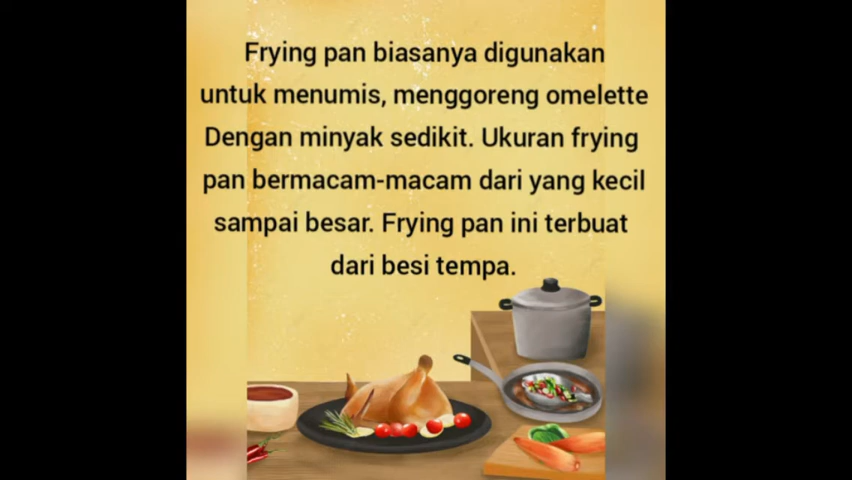 Frying pan biasanya digunakan
untuk menumis, menggoreng omelette
Dengan minyak sedikit. Ukuran frying
pan bermacam-macam dari yang kecil
sampai besar. Frying pan ini terbuat
dari besi tempa.